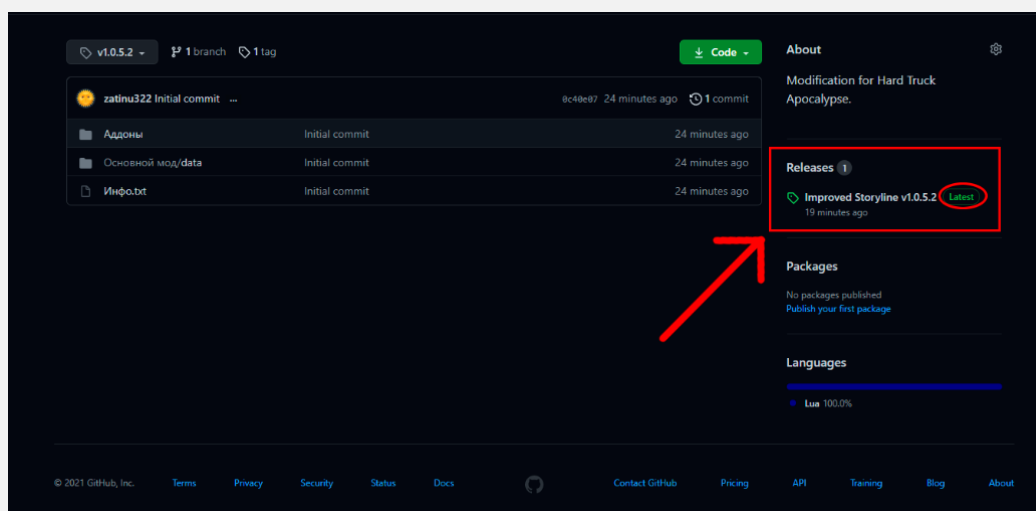 v1.0.5.2
1 branch
1 tag
Code
zatinu322 Initial commit ...
0c40e07 24 minutes ago
1 commit
Аддоны Initial commit 24 minutes ago
Основной мод/data Initial commit 24 minutes ago
Инфо.txt Initial commit 24 minutes ago
About
Modification for Hard Truck
Apocalypse.
Releases 1
Improved Storyline v1.0.5.2 Latest
19 minutes ago
Packages
No packages published
Publish your first package
Languages
Lua 100.0%
© 2021 GitHub, Inc. Terms Privacy Security Status Docs Contact GitHub Pricing API Training Blog About